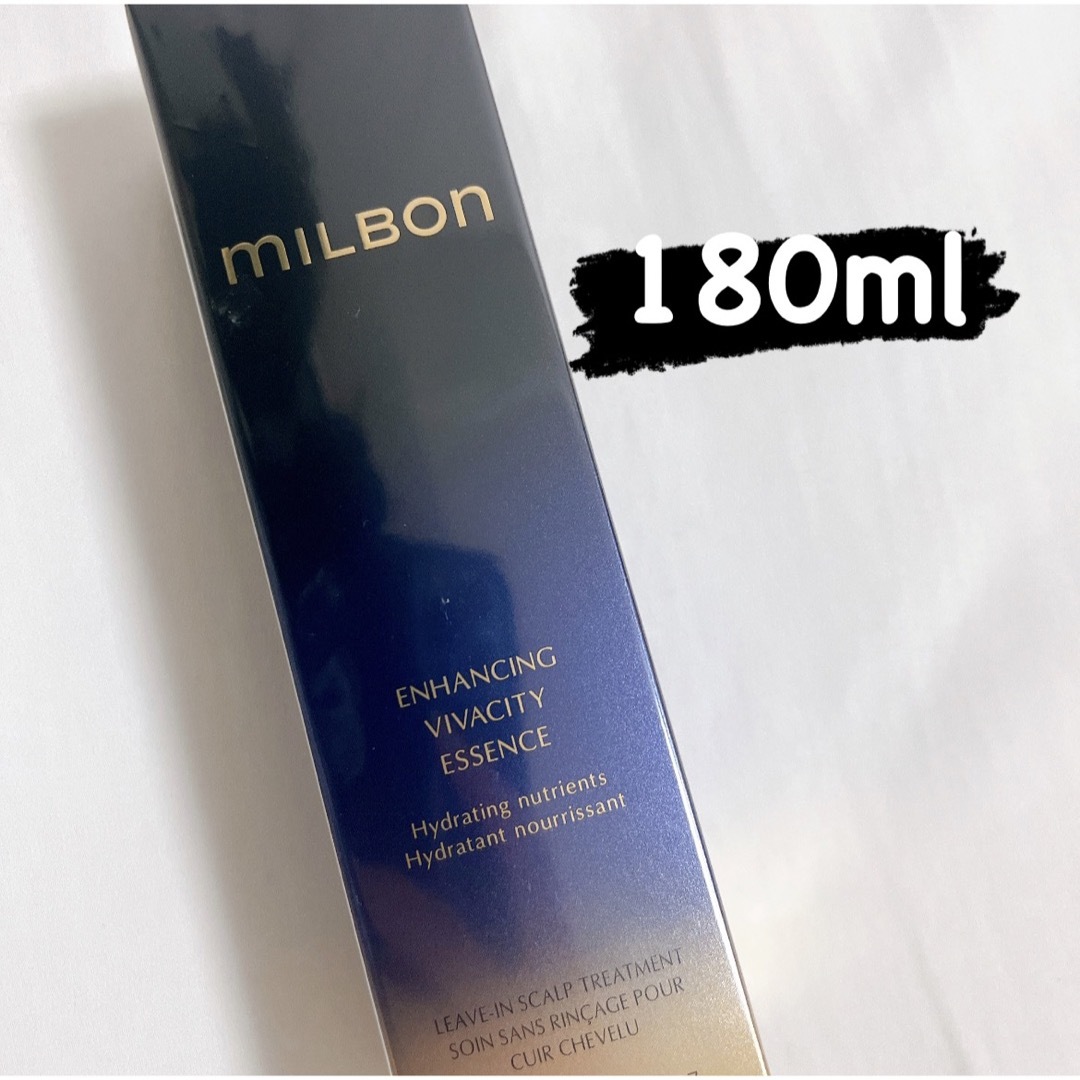 mILBon
180ml
ENHANCING
VIVACITY
ESSENCE
Hydrating nutrients
Hydratant nourrissant
LEAVE-IN SCALP TREATMENT
SOIN SANS RINÇAGE POUR
CUIR CHEVELU